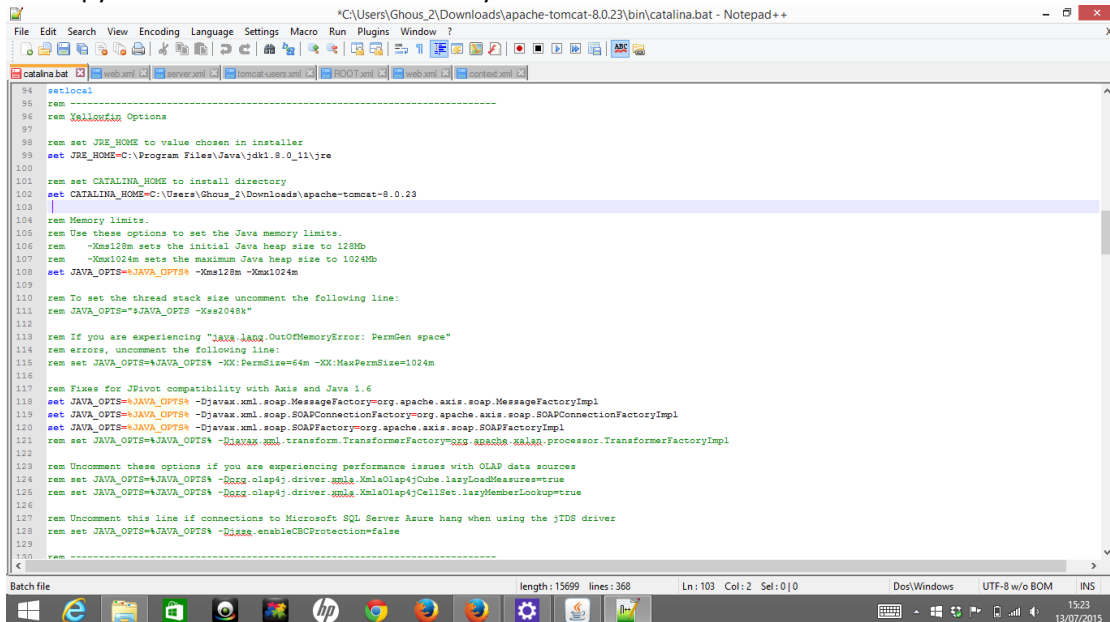 *C:\Users\Ghous_2\Downloads\apache-tomcat-8.0.23\bin\catalina.bat - Notepad++
File Edit Search View Encoding Language Settings Macro Run Plugins Window ?
catalina.bat web.xml server.xml tomcat-users.xml ROOT.xml web.xml context.xml
94 setlocal
95 rem ---------------------------------------------------------------------------
96 rem Yellowfin Options
97
98 rem set JRE_HOME to value chosen in installer
99 set JRE_HOME=C:\Program Files\Java\jdk1.8.0_11\jre
100
101 rem set CATALINA_HOME to install directory
102 set CATALINA_HOME=C:\Users\Ghous_2\Downloads\apache-tomcat-8.0.23
103
104 rem Memory limits.
105 rem Use these options to set the Java memory limits.
106 rem    -Xms128m sets the initial Java heap size to 128Mb
107 rem    -Xmx1024m sets the maximum Java heap size to 1024Mb
108 set JAVA_OPTS=%JAVA_OPTS% -Xms128m -Xmx1024m
109
110 rem To set the thread stack size uncomment the following line:
111 rem JAVA_OPTS="$JAVA_OPTS -Xss2048k"
112
113 rem If you are experiencing "java.lang.OutOfMemoryError: PermGen space"
114 rem errors, uncomment the following line:
115 rem set JAVA_OPTS=%JAVA_OPTS% -XX:PermSize=64m -XX:MaxPermSize=1024m
116
117 rem Fixes for JPivot compatibility with Axis and Java 1.6
118 set JAVA_OPTS=%JAVA_OPTS% -Djavax.xml.soap.MessageFactory=org.apache.axis.soap.MessageFactoryImpl
119 set JAVA_OPTS=%JAVA_OPTS% -Djavax.xml.soap.SOAPConnectionFactory=org.apache.axis.soap.SOAPConnectionFactoryImpl
120 set JAVA_OPTS=%JAVA_OPTS% -Djavax.xml.soap.SOAPFactory=org.apache.axis.soap.SOAPFactoryImpl
121 rem set JAVA_OPTS=%JAVA_OPTS% -Djavax.xml.transform.TransformerFactory=org.apache.xalan.processor.TransformerFactoryImpl
122
123 rem Uncomment these options if you are experiencing performance issues with OLAP data sources
124 rem set JAVA_OPTS=%JAVA_OPTS% -Dorg.olap4j.driver.xmla.XmlaOlap4jCube.lazyLoadMeasures=true
125 rem set JAVA_OPTS=%JAVA_OPTS% -Dorg.olap4j.driver.xmla.XmlaOlap4jCellSet.lazyMemberLookup=true
126
127 rem Uncomment this line if connections to Microsoft SQL Server Azure hang when using the jTDS driver
128 rem set JAVA_OPTS=%JAVA_OPTS% -Djsse.enableCBCProtection=false
129
130 rem ---------------------------------------------------------------------------
Batch file length : 15699 lines : 368 Ln : 103 Col : 2 Sel : 0 | 0 Dos\Windows UTF-8 w/o BOM INS
15:23
13/07/2015